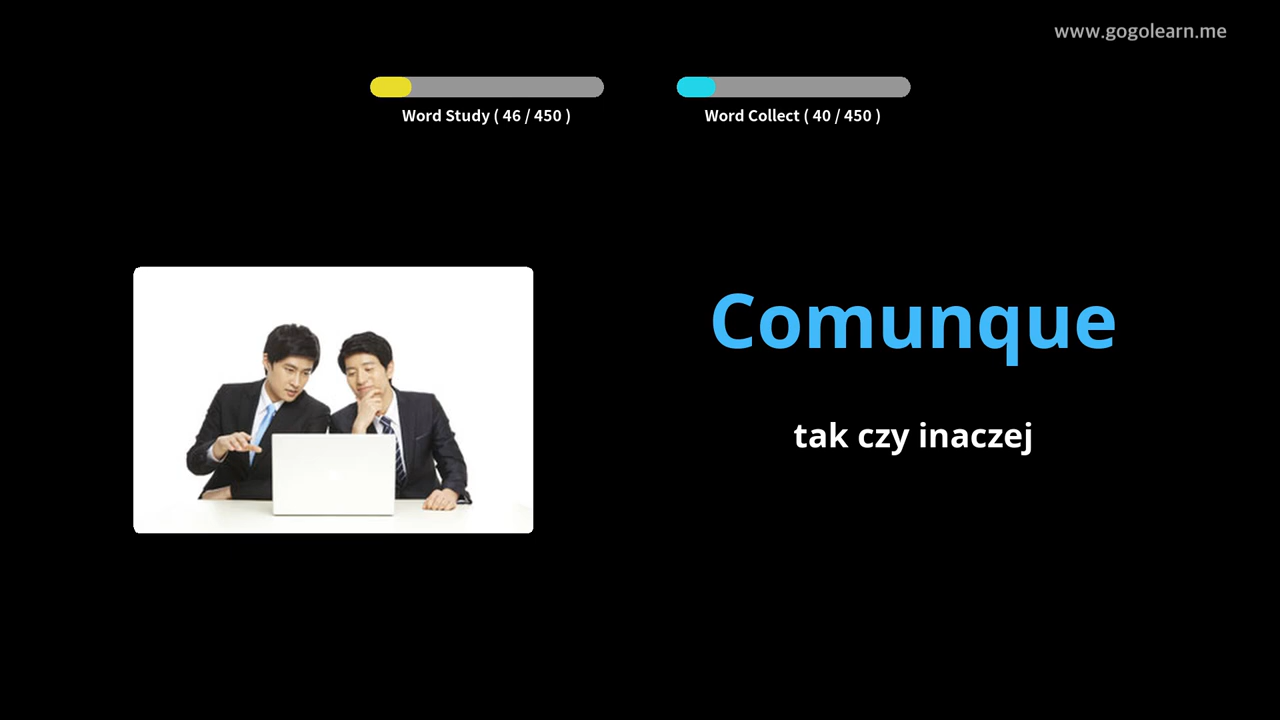 www.gogolearn.me
Word Study ( 46 / 450 )
Word Collect ( 40 / 450 )
Comunque
tak czy inaczej